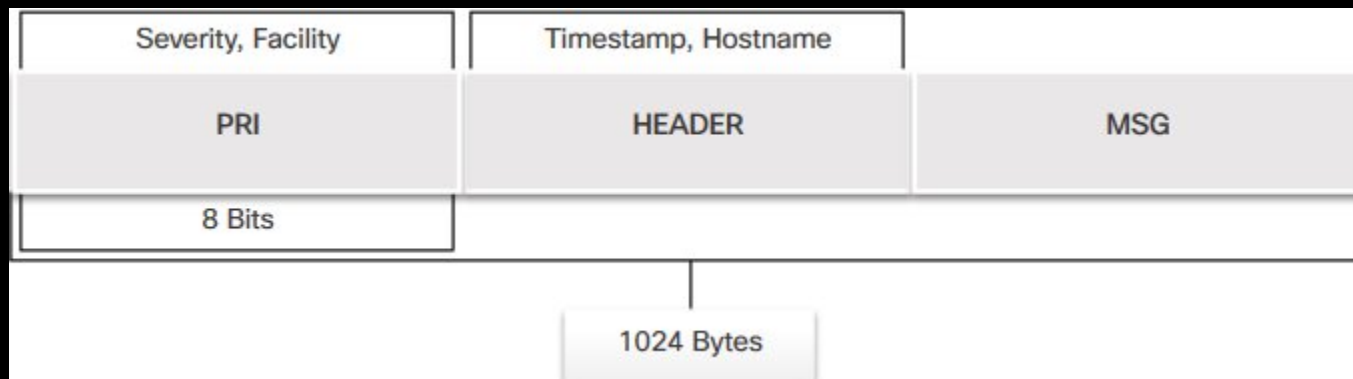 Severity, Facility
Timestamp, Hostname
PRI
HEADER
MSG
8 Bits
1024 Bytes